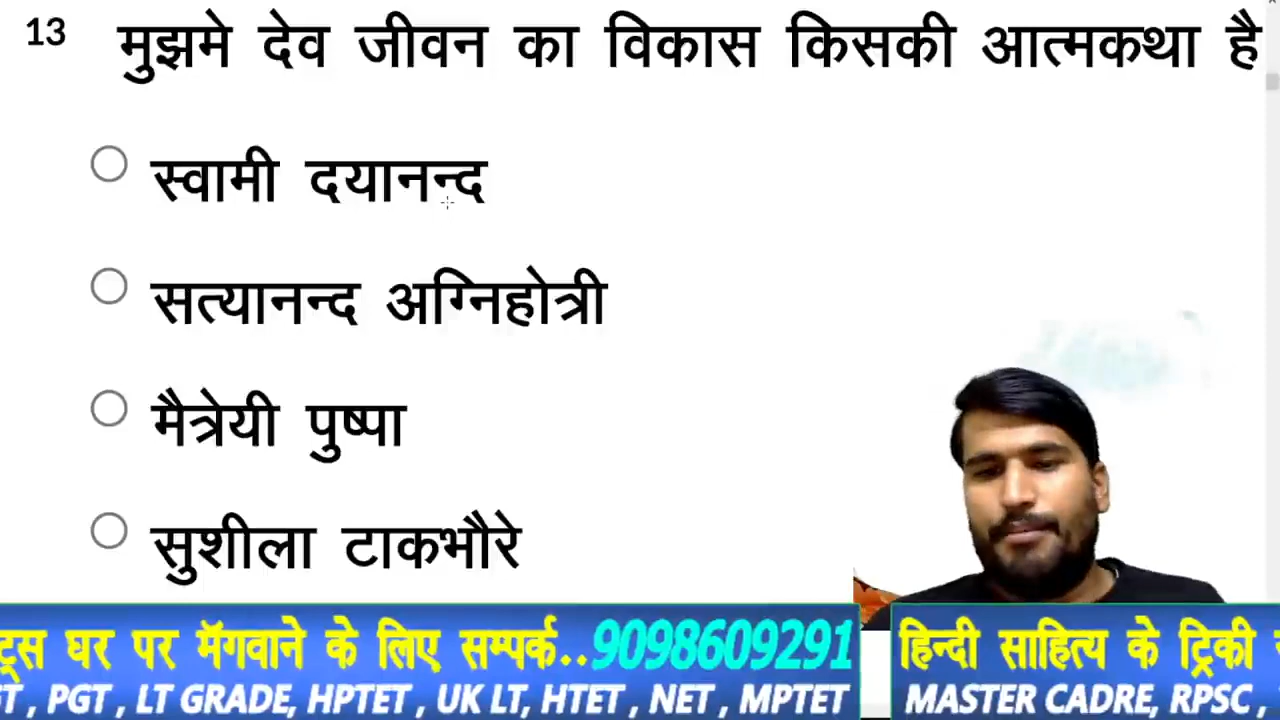 13 मुझमे देव जीवन का विकास किसकी आत्मकथा है
स्वामी दयानन्द
सत्यानन्द अग्निहोत्री
मैत्रेयी पुष्पा
सुशीला टाकभौरे
घर पर मॅगवाने के लिए सम्पर्क..9098609291
हिन्दी साहित्य के ट्रिकी
, PGT , LT GRADE, HPTET , UK LT, HTET , NET , MPTET
MASTER CADRE, RPSC ,